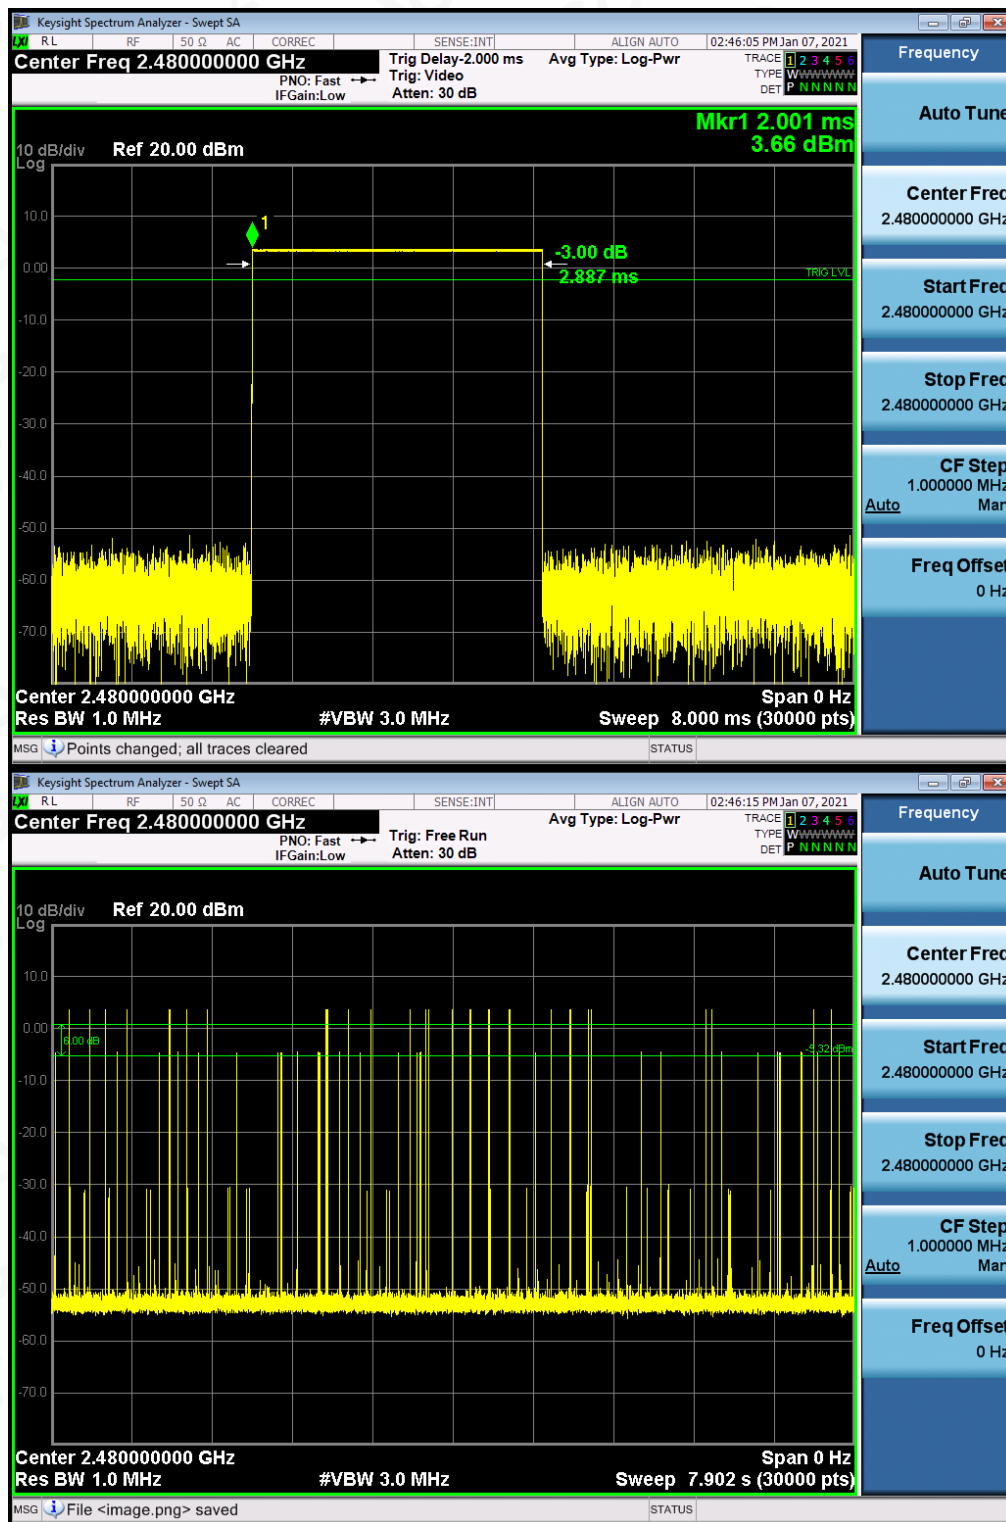 Keysight Spectrum Analyzer - Swept SA
LXI RL RF 50 Ω AC CORREC SENSE:INT ALIGN AUTO 02:46:05 PM Jan 07, 2021
Center Freq 2.480000000 GHz
PNO: Fast
IFGain:Low
Trig Delay-2.000 ms
Trig: Video
Atten: 30 dB
Avg Type: Log-Pwr
TRACE 1 2 3 4 5 6
TYPE WWWWWWW
DET P N N N N N
Frequency
Mkr1 2.001 ms
3.66 dBm
10 dB/div
Log
Ref 20.00 dBm
1
10.0
0.00
-10.0
-20.0
-30.0
-40.0
-50.0
-60.0
-70.0
-3.00 dB
2.887 ms
TRIG LVL
Auto Tune
Center Freq
2.480000000 GHz
Start Freq
2.480000000 GHz
Stop Freq
2.480000000 GHz
CF Step
1.000000 MHz
Auto Man
Freq Offset
0 Hz
Center 2.480000000 GHz Span 0 Hz
Res BW 1.0 MHz #VBW 3.0 MHz Sweep 8.000 ms (30000 pts)
MSG Points changed; all traces cleared STATUS
Keysight Spectrum Analyzer - Swept SA
LXI RL RF 50 Ω AC CORREC SENSE:INT ALIGN AUTO 02:46:15 PM Jan 07, 2021
Center Freq 2.480000000 GHz
PNO: Fast
IFGain:Low
Trig: Free Run
Atten: 30 dB
Avg Type: Log-Pwr
TRACE 1 2 3 4 5 6
TYPE WWWWWWW
DET P N N N N N
Frequency
10 dB/div
Log
Ref 20.00 dBm
10.0
0.00
-10.0
-20.0
-30.0
-40.0
-50.0
-60.0
-70.0
6.00 dB
-5.32 dBm
Auto Tune
Center Freq
2.480000000 GHz
Start Freq
2.480000000 GHz
Stop Freq
2.480000000 GHz
CF Step
1.000000 MHz
Auto Man
Freq Offset
0 Hz
Center 2.480000000 GHz Span 0 Hz
Res BW 1.0 MHz #VBW 3.0 MHz Sweep 7.902 s (30000 pts)
MSG File <image.png> saved STATUS